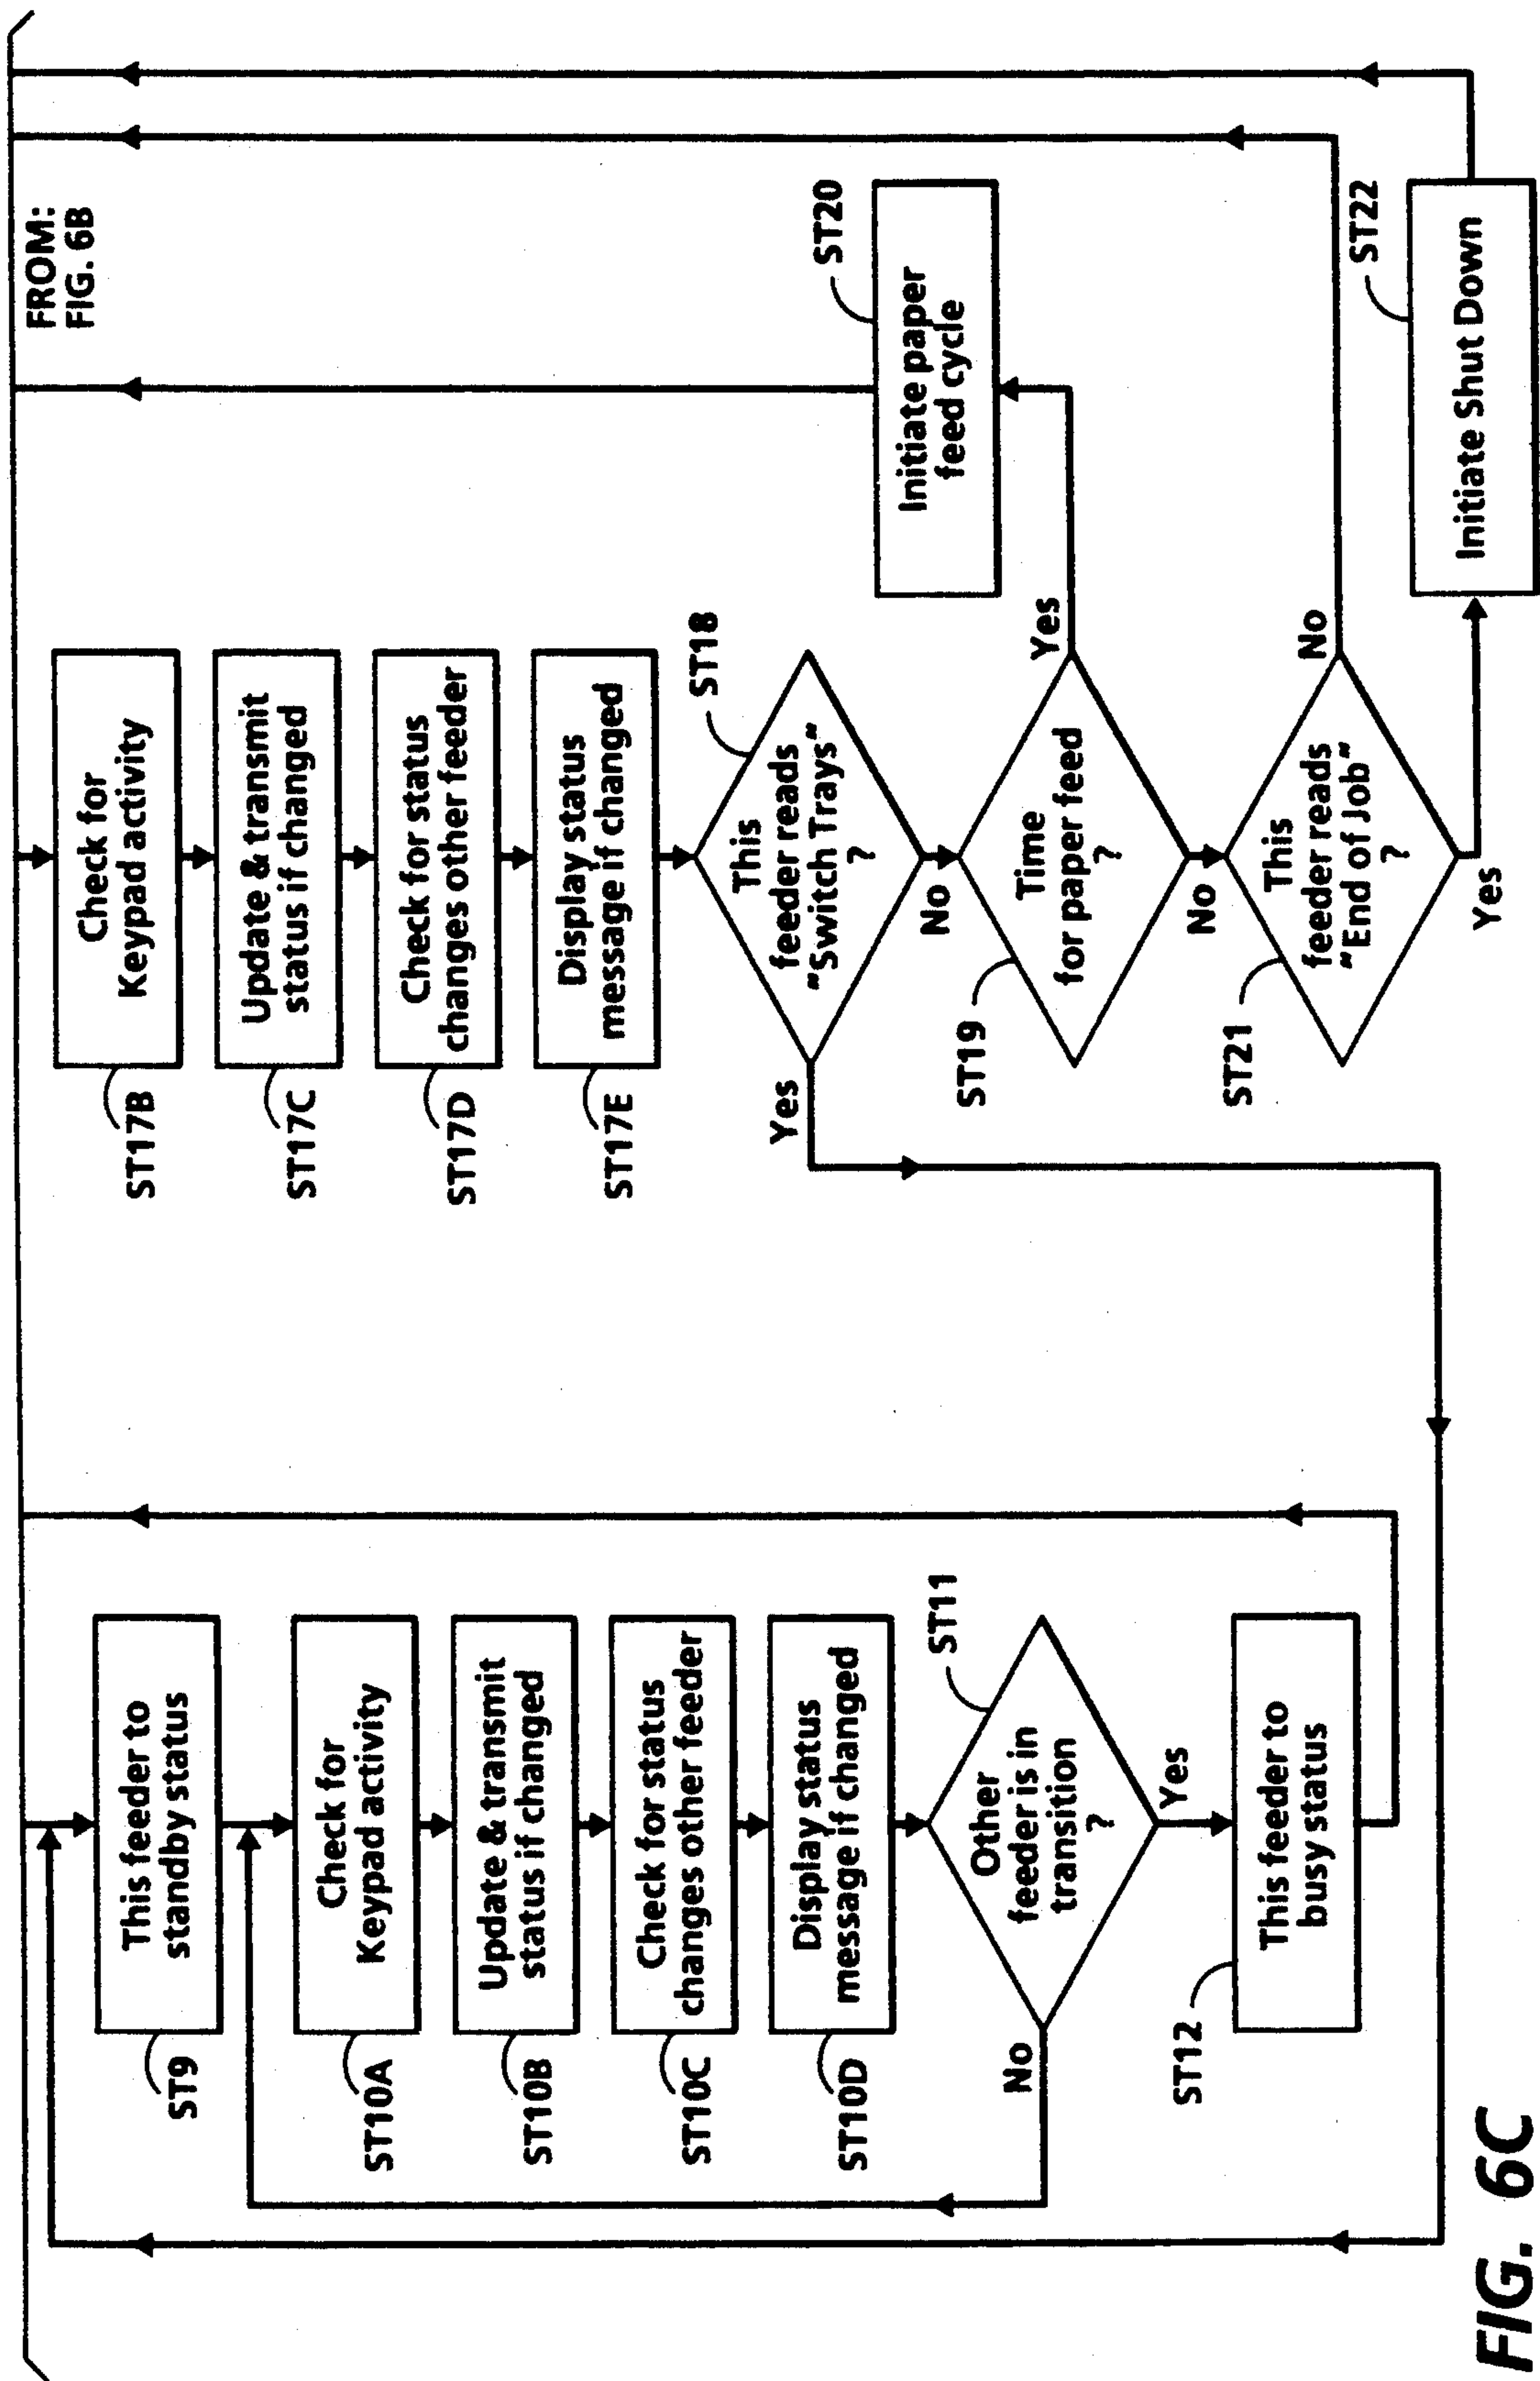 FROM:
FIG. 6B
This feeder to
standby status
ST9
Check for
Keypad activity
ST10A
Update & transmit
status if changed
ST10B
Check for status
changes other feeder
ST10C
Display status
message if changed
ST10D
Other
feeder is in
transition
?
ST11
No
Yes
This feeder to
busy status
ST12
Check for
Keypad activity
ST17B
Update & transmit
status if changed
ST17C
Check for status
changes other feeder
ST17D
Display status
message if changed
ST17E
This
feeder reads
"Switch Trays"
?
ST18
Yes
No
Time
for paper feed
?
ST19
Yes
No
Initiate paper
feed cycle
ST20
This
feeder reads
"End of Job"
?
ST21
No
Yes
Initiate Shut Down
ST22
FIG. 6C